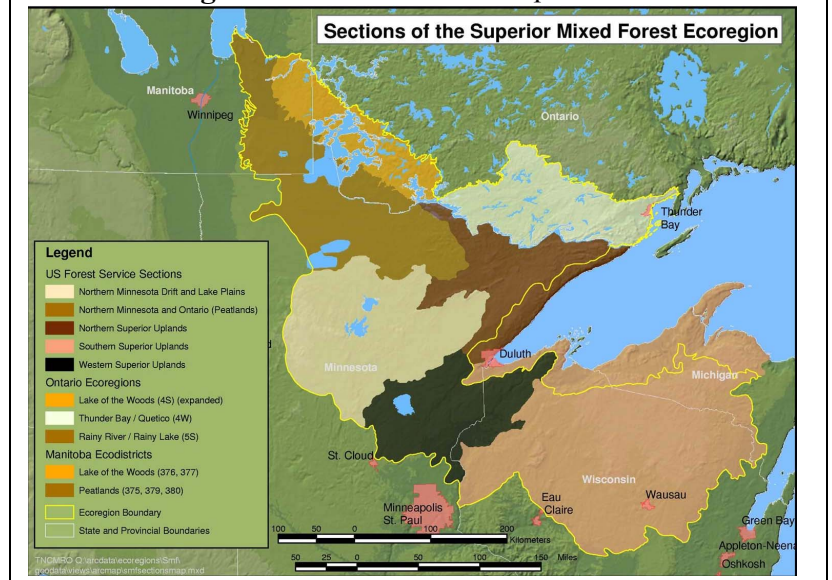 Sections of the Superior Mixed Forest Ecoregion
Manitoba
Winnipeg
Ontario
Thunder
Bay
Legend
US Forest Service Sections
Northern Minnesota Drift and Lake Plains
Northern Minnesota and Ontario (Peatlands)
Northern Superior Uplands
Southern Superior Uplands
Western Superior Uplands
Ontario Ecoregions
Lake of the Woods (4S) (expanded)
Thunder Bay / Quetico (4W)
Rainy River / Rainy Lake (5S)
Manitoba Ecodistricts
Lake of the Woods (376, 377)
Peatlands (375, 379, 380)
Ecoregion Boundary
State and Provincial Boundaries
d
Minnesota
Duluth
Michigan
St. Cloud
Minneapolis
St. Paul
Wisconsin
Eau
Claire
Wausau
Green Bay
Appleton-Neena
Oshkosh
100 50 0 100 200
Kilometers
50 25 0 50 100 150 Miles